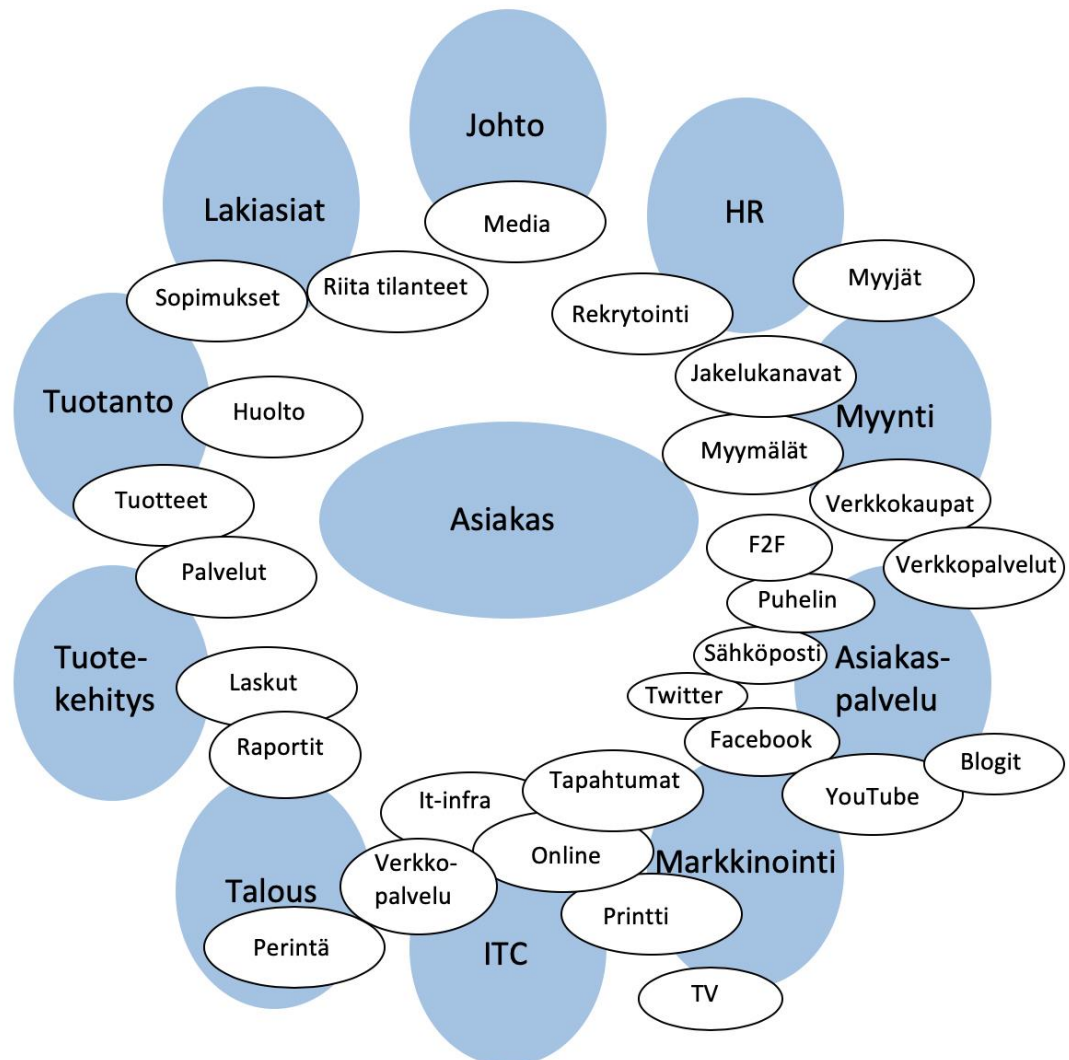 Johto
Media
Lakiasiat
HR
Sopimukset
Riita tilanteet
Rekrytointi
Myyjät
Tuotanto
Huolto
Jakelukanavat
Myynti
Myymälät
Tuotteet
Asiakas
Verkkokaupat
F2F
Verkkopalvelut
Palvelut
Puhelin
Tuote-
kehitys
Laskut
Sähköposti
Asiakas-
palvelu
Twitter
Raportit
Facebook
Blogit
It-infra
Tapahtumat
YouTube
Talous
Verkko-
palvelu
Online
Markkinointi
Perintä
ITC
Printti
TV